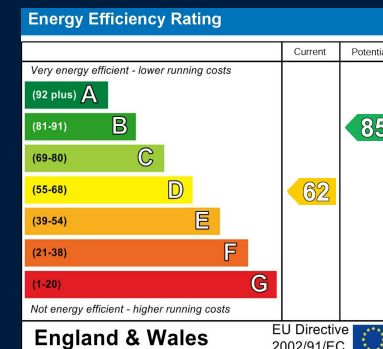 Energy Efficiency Rating
Current
Very energy efficient - lower running costs
(92 plus) A
(81-91) B
85
(69-80) C
(55-68) D
62
(39-54) E
(21-38) F
(1-20) G
Not energy efficient - higher running costs
England & Wales
EU Directive
2002/91/EC